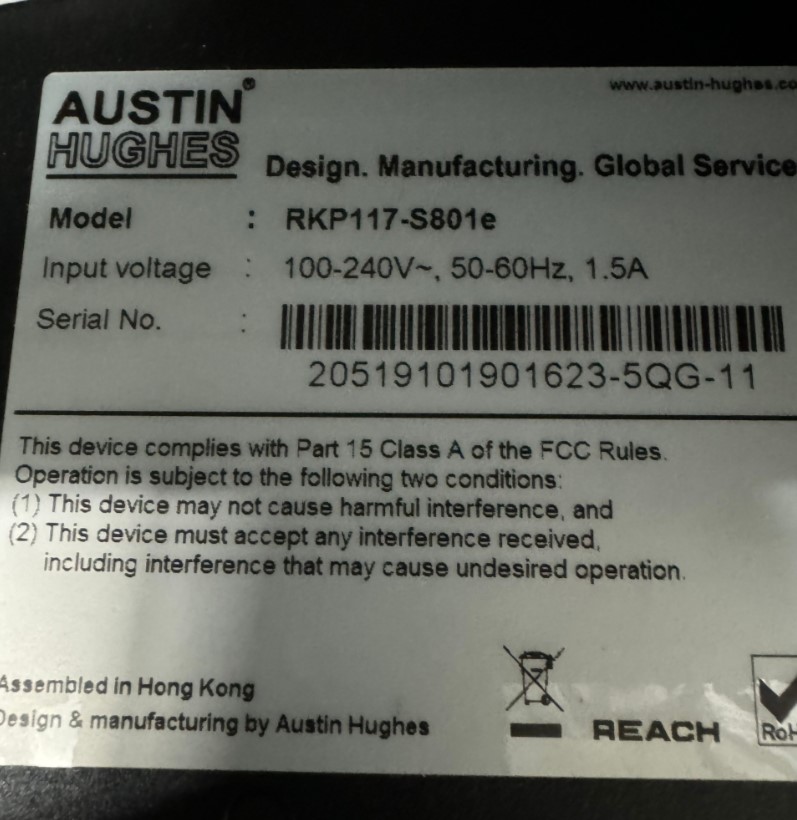 www.austin-hughes.co
AUSTIN®
HUGHES
Design. Manufacturing. Global Service
Model : RKP117-S801e
Input voltage : 100-240V~, 50-60Hz, 1.5A
Serial No. :
20519101901623-5QG-11
This device complies with Part 15 Class A of the FCC Rules.
Operation is subject to the following two conditions:
(1) This device may not cause harmful interference, and
(2) This device must accept any interference received,
including interference that may cause undesired operation.
Assembled in Hong Kong
Design & manufacturing by Austin Hughes
REACH
RoH